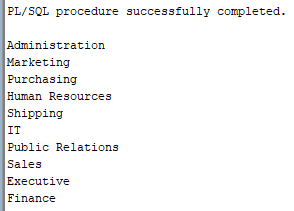 PL/SQL procedure successfully completed.
Administration
Marketing
Purchasing
Human Resources
Shipping
IT
Public Relations
Sales
Executive
Finance